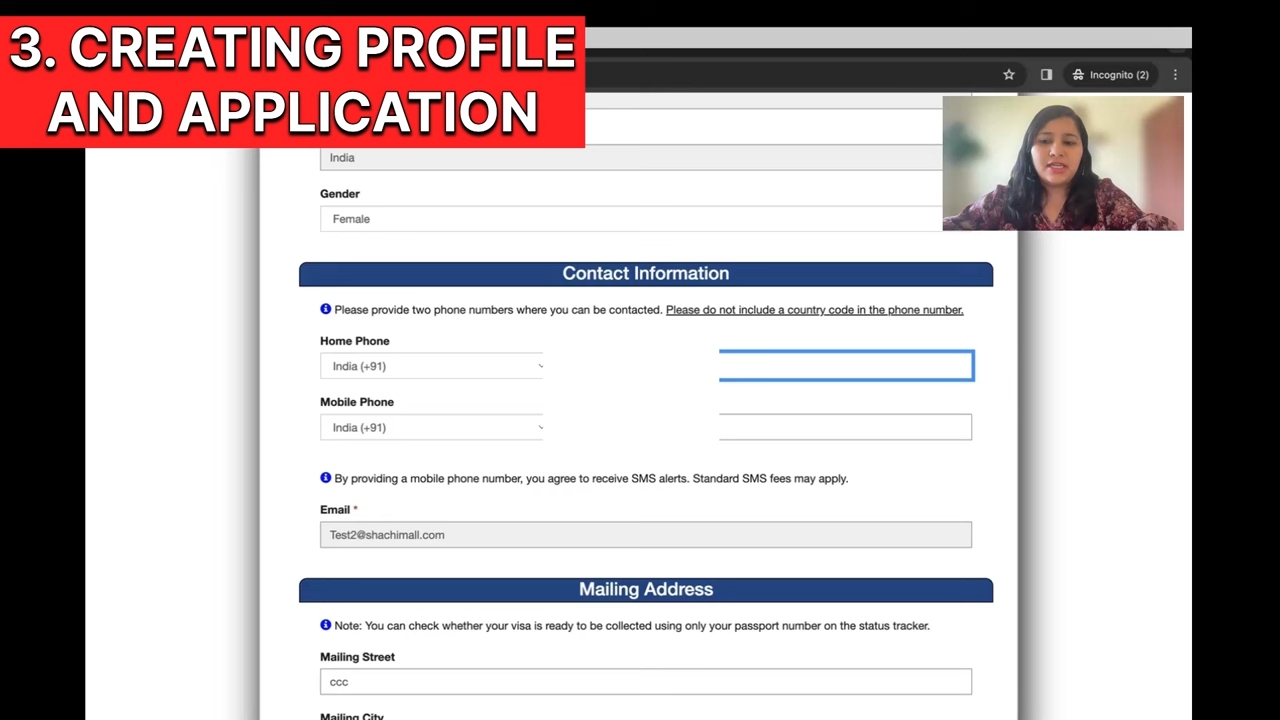 3. CREATING PROFILE
AND APPLICATION
Incognito (2)
India
Gender
Female
Contact Information
Please provide two phone numbers where you can be contacted. Please do not include a country code in the phone number.
Home Phone
India (+91)
Mobile Phone
India (+91)
By providing a mobile phone number, you agree to receive SMS alerts. Standard SMS fees may apply.
Email *
Test2@shachimall.com
Mailing Address
Note: You can check whether your visa is ready to be collected using only your passport number on the status tracker.
Mailing Street
ccc
Mailing City